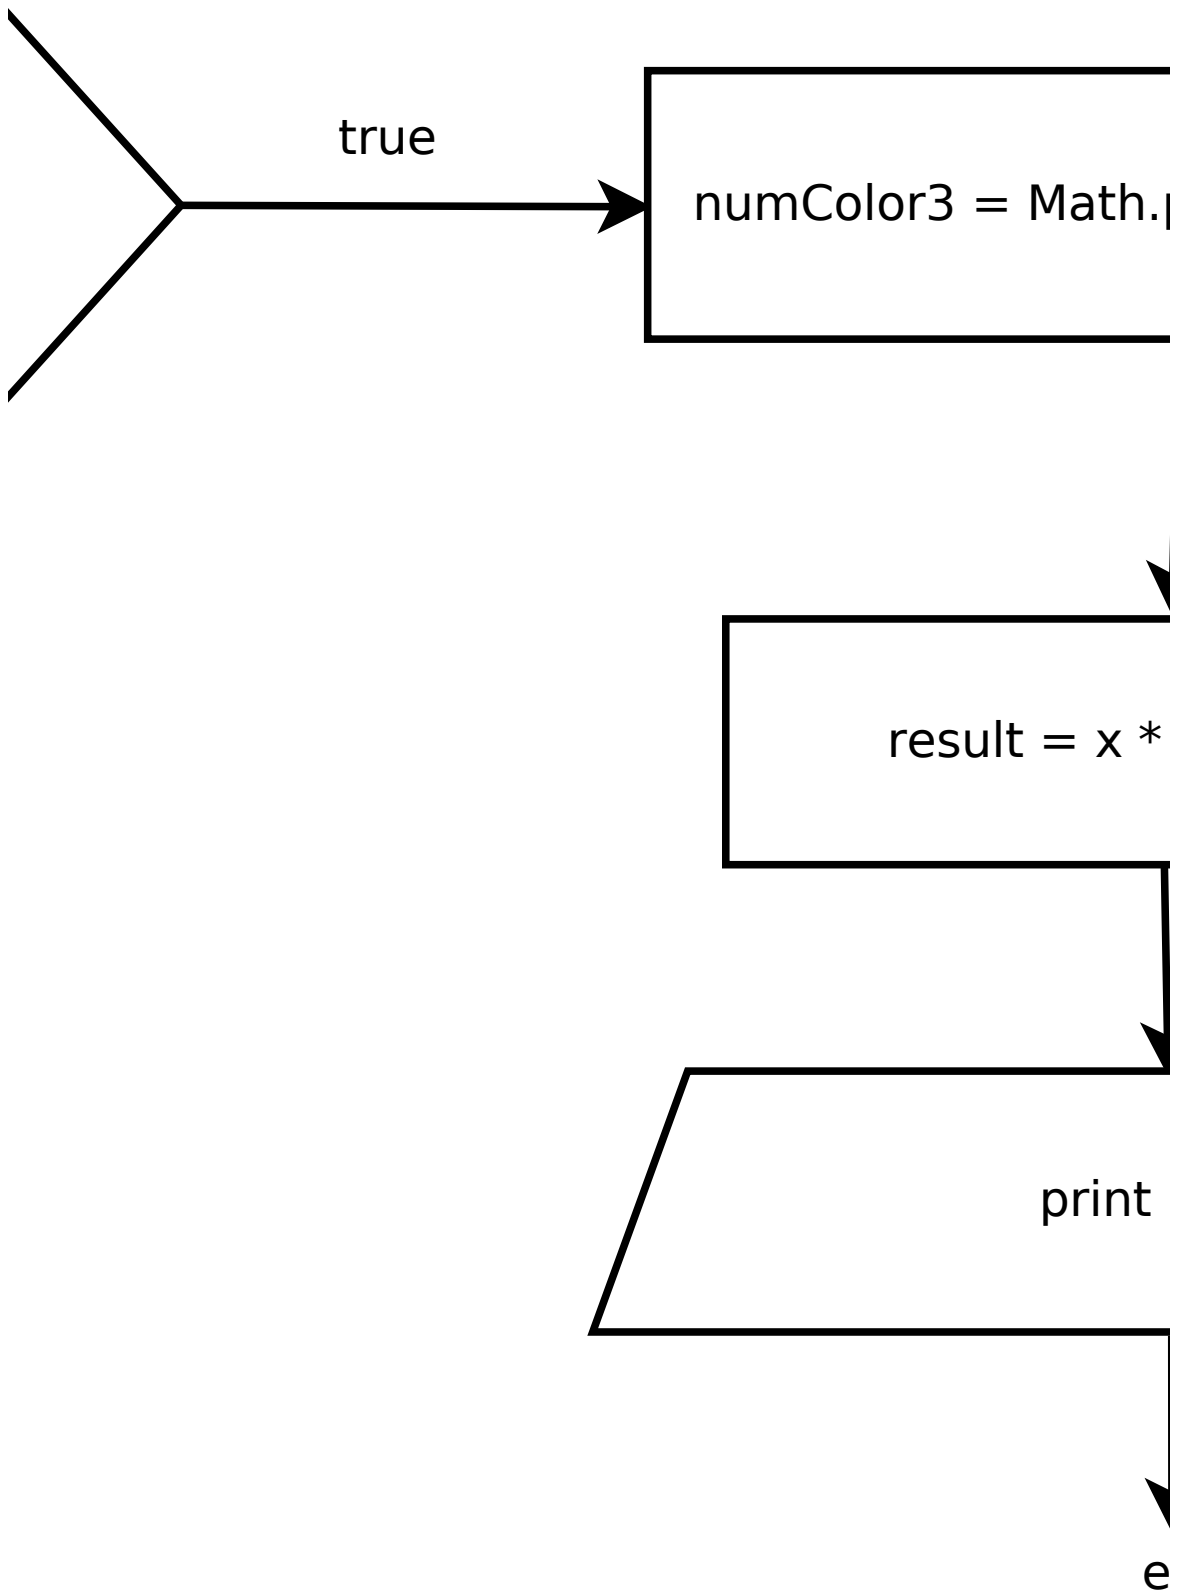 true
numColor3 = Math.
result = x *
print